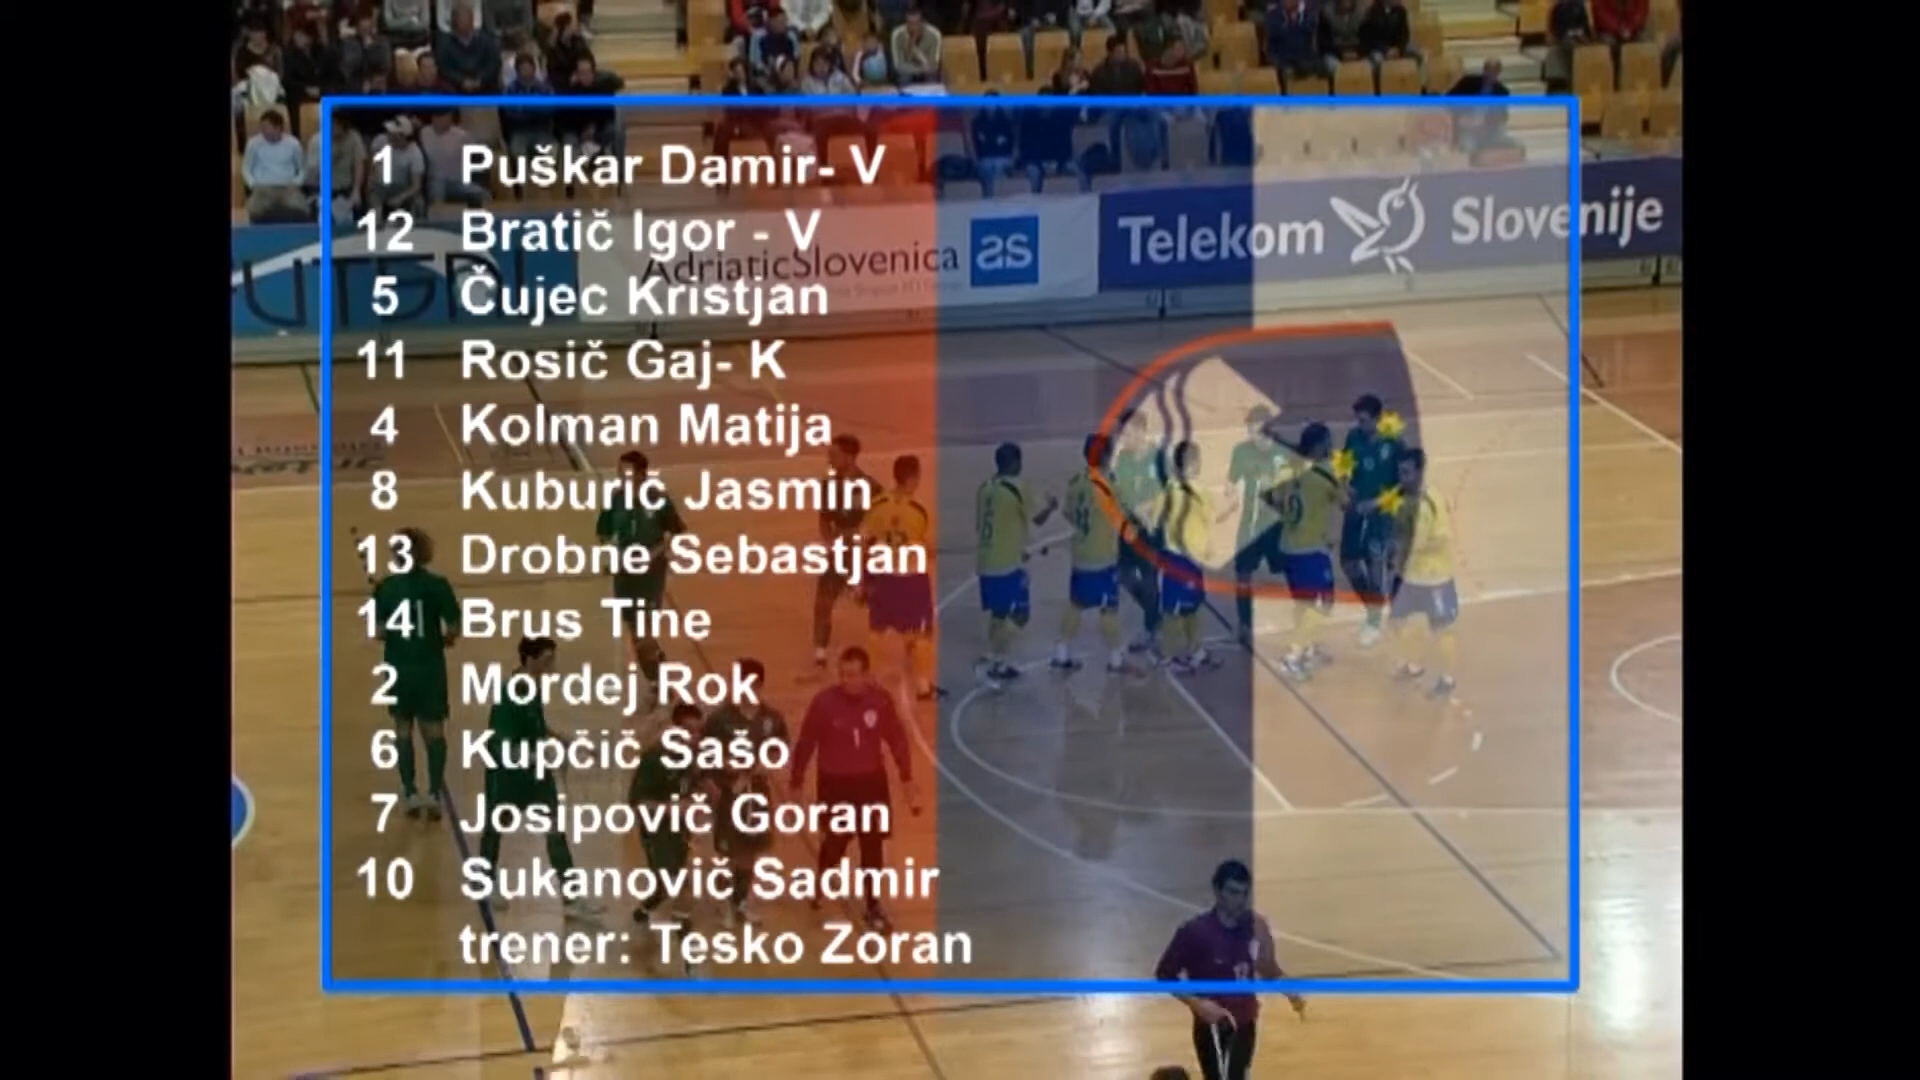 1 Puškar Damir- V
12 Bratič Igor - V
5 Čujec Kristjan
11 Rosič Gaj- K
4 Kolman Matija
8 Kuburič Jasmin
13 Drobne Sebastjan
14 Brus Tine
2 Mordej Rok
6 Kupčič Sašo
7 Josipovič Goran
10 Sukanovič Sadmir
trener: Tesko Zoran
AdriaticSlovenica as
Telekom Slovenije